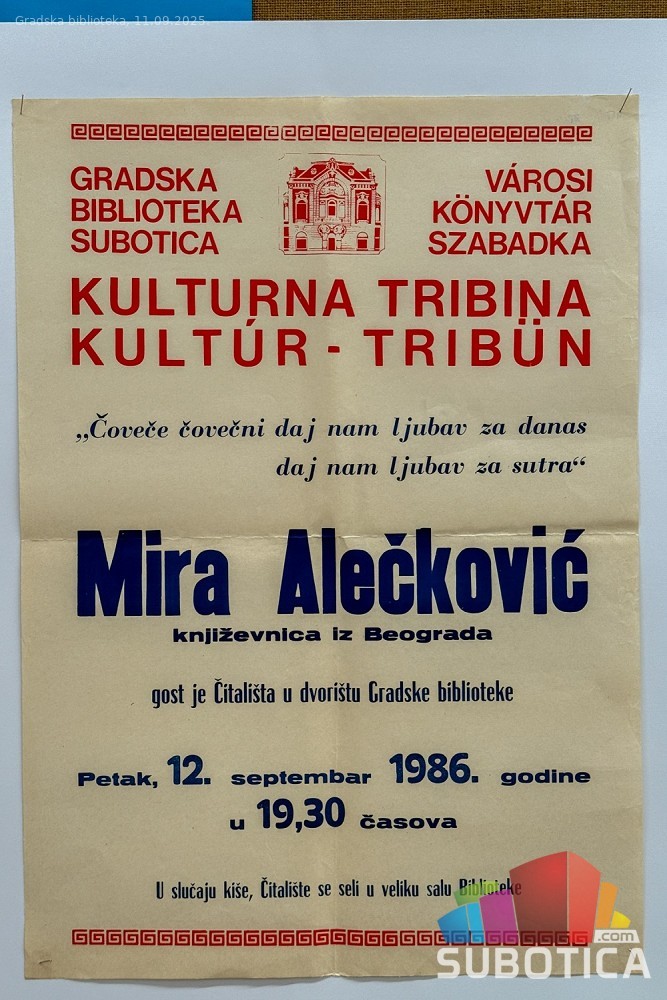 Gradska biblioteka, 11.09.2025.
GRADSKA BIBLIOTEKA SUBOTICA
VÁROSI KÖNYVTÁR SZABADKA
KULTURNA TRIBINA
KULTÚR - TRIBÜN
„Čoveče čovečni daj nam ljubav za danas
daj nam ljubav za sutra“
Mira Alečković
književnica iz Beograda
gost je Čitališta u dvorištu Gradske biblioteke
Petak, 12. septembar 1986. godine
u 19,30 časova
U slučaju kiše, Čitalište se seli u veliku salu Biblioteke
.com
SUBOTICA